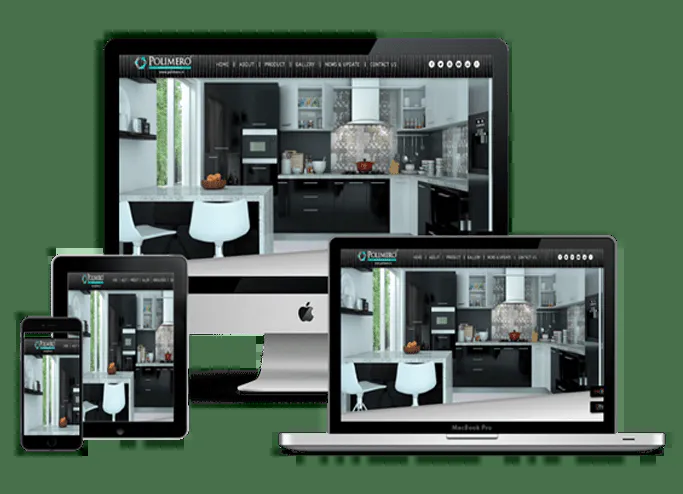 POLIMERO
HOME | ABOUT | PRODUCT | GALLERY | NEWS & UPDATE | CONTACT US
POLIMERO
HOME | ABOUT | PRODUCT | GALLERY | NEWS & UPDATE | CONTACT US
POLIMERO
POLIMERO
MacBook Pro